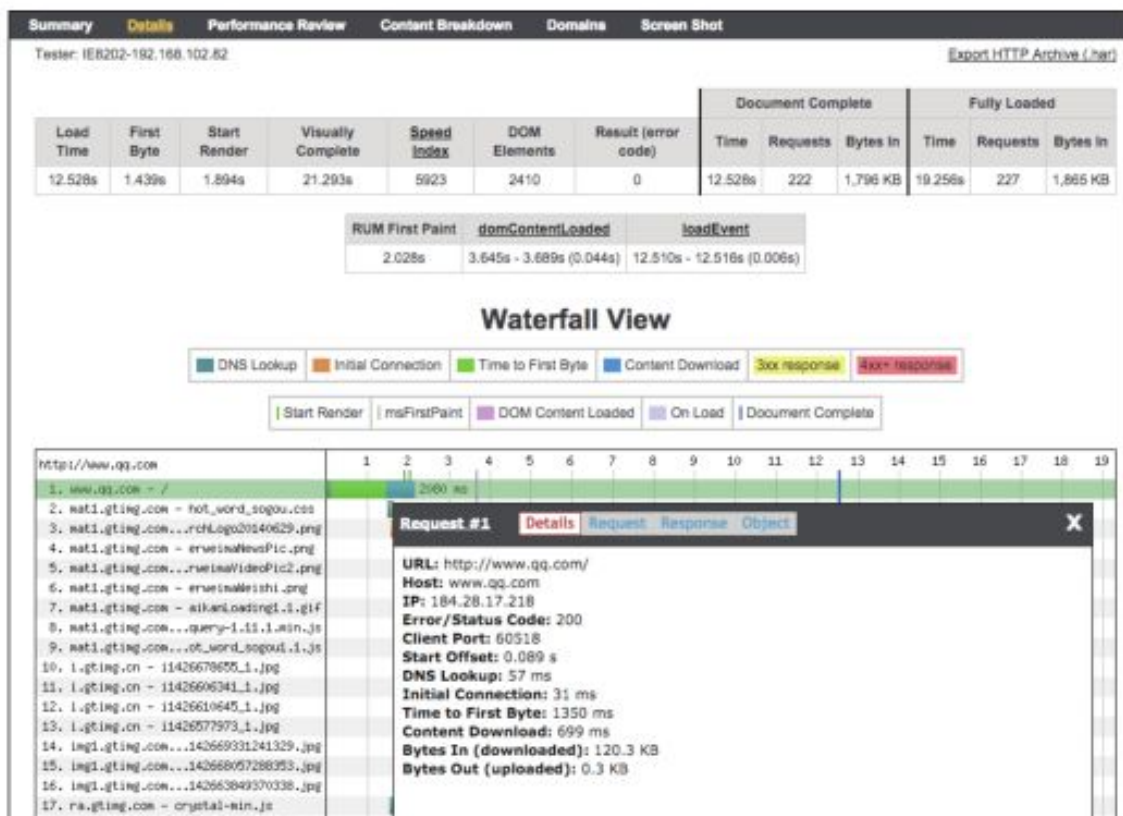 Summary Details Performance Review Content Breakdown Domains Screen Shot
Tester: IE8202-192.168.102.62
Export HTTP Archive (.har)
Document Complete Fully Loaded
Load Time First Byte Start Render Visually Complete Speed Index DOM Elements Result (error code) Time Requests Bytes In Time Requests Bytes In
12.528s 1.439s 1.894s 21.293s 5923 2410 0 12.528s 222 1,796 KB 19.256s 227 1,865 KB
RUM First Paint domContentLoaded loadEvent
2.028s 3.645s - 3.689s (0.044s) 12.510s - 12.516s (0.006s)
Waterfall View
DNS Lookup Initial Connection Time to First Byte Content Download 3xx response 4xx+ response
Start Render msFirstPaint DOM Content Loaded On Load Document Complete
http://www.qq.com 1 2 3 4 5 6 7 8 9 10 11 12 13 14 15 16 17 18 19
1. www.qq.com - / 2080 ms
2. mat1.gtimg.com - hot_word_sogou.css
3. mat1.gtimg.com...rchLogo20140629.png
4. mat1.gtimg.com - erweimaNewsPic.png
5. mat1.gtimg.com...rweimaVideoPic2.png
6. mat1.gtimg.com - erweimaWeishi.png
7. mat1.gtimg.com - aikanLoading1.1.gif
8. mat1.gtimg.com...query-1.11.1.min.js
9. mat1.gtimg.com...ot_word_sogou1.1.js
10. i.gtimg.cn - i1426678655_1.jpg
11. i.gtimg.cn - i1426606341_1.jpg
12. i.gtimg.cn - i1426610645_1.jpg
13. i.gtimg.cn - i1426577973_1.jpg
14. img1.gtimg.com...142669331241329.jpg
15. img1.gtimg.com...142668057288353.jpg
16. img1.gtimg.com...142663849370338.jpg
17. ra.gtimg.com - crystal-min.js
Request #1 Details Request Response Object X
URL: http://www.qq.com/
Host: www.qq.com
IP: 184.28.17.218
Error/Status Code: 200
Client Port: 60518
Start Offset: 0.089 s
DNS Lookup: 57 ms
Initial Connection: 31 ms
Time to First Byte: 1350 ms
Content Download: 699 ms
Bytes In (downloaded): 120.3 KB
Bytes Out (uploaded): 0.3 KB